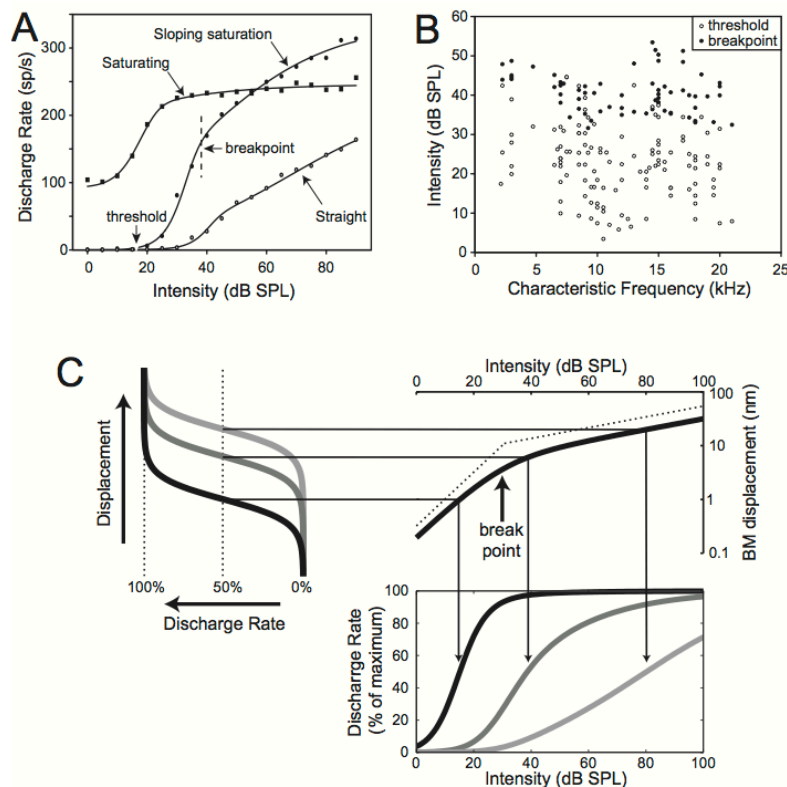 A
Discharge Rate (sp/s)
300
200
100
0
Sloping saturation
Saturating
breakpoint
threshold
Straight
0 20 40 60 80
Intensity (dB SPL)
B
Intensity (dB SPL)
60
50
40
30
20
10
0
threshold
breakpoint
0 5 10 15 20 25
Characteristic Frequency (kHz)
C
Displacement
100% 50% 0%
Discharge Rate
Intensity (dB SPL)
0 20 40 60 80 100
100
10
1
0.1
BM displacement (nm)
break
point
Discharrge Rate
(% of maximum)
100
80
60
40
20
0
0 20 40 60 80 100
Intensity (dB SPL)